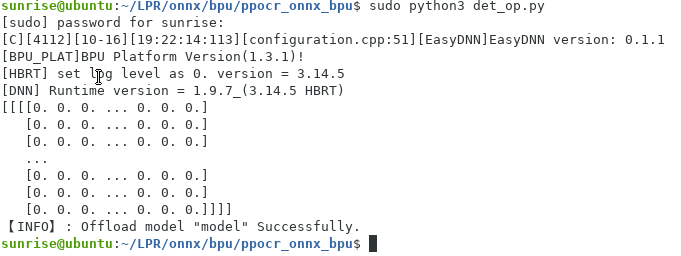 sunrise@ubuntu:~/LPR/onnx/bpu/ppocr_onnx_bpu$ sudo python3 det_op.py
[sudo] password for sunrise:
[C][4112][10-16][19:22:14:113][configuration.cpp:51][EasyDNN]EasyDNN version: 0.1.1
[BPU_PLAT]BPU Platform Version(1.3.1)!
[HBRT] set log level as 0. version = 3.14.5
[DNN] Runtime version = 1.9.7_(3.14.5 HBRT)
[[[[0. 0. 0. ... 0. 0. 0.]
[0. 0. 0. ... 0. 0. 0.]
[0. 0. 0. ... 0. 0. 0.]
...
[0. 0. 0. ... 0. 0. 0.]
[0. 0. 0. ... 0. 0. 0.]
[0. 0. 0. ... 0. 0. 0.]]]]
【INFO】: Offload model "model" Successfully.
sunrise@ubuntu:~/LPR/onnx/bpu/ppocr_onnx_bpu$